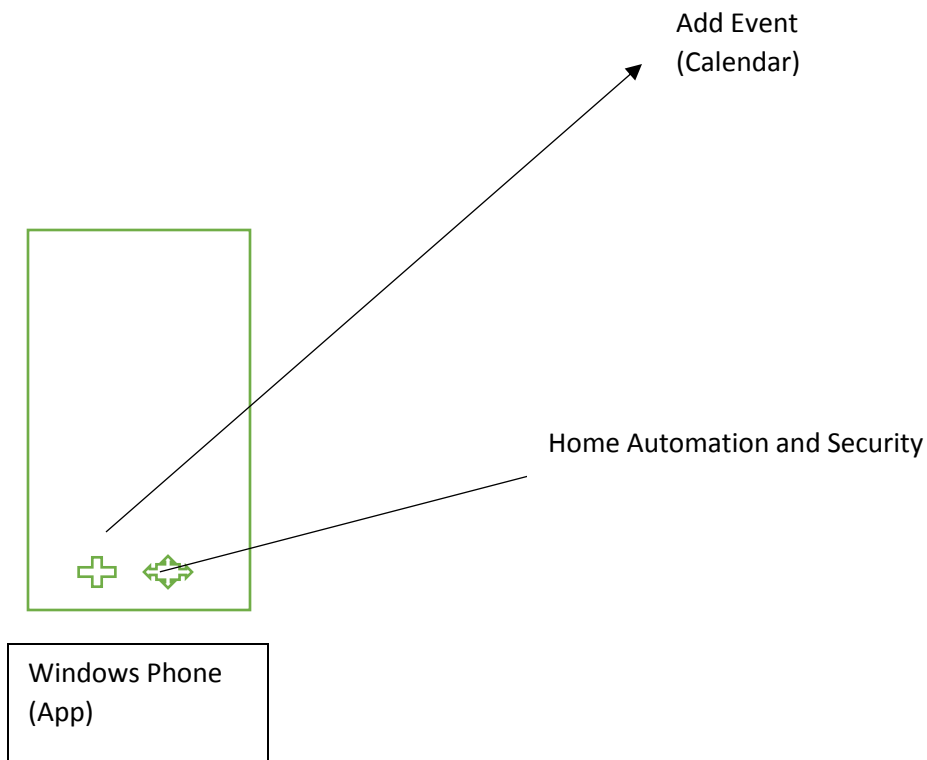 Add Event
(Calendar)
Home Automation and Security
Windows Phone
(App)